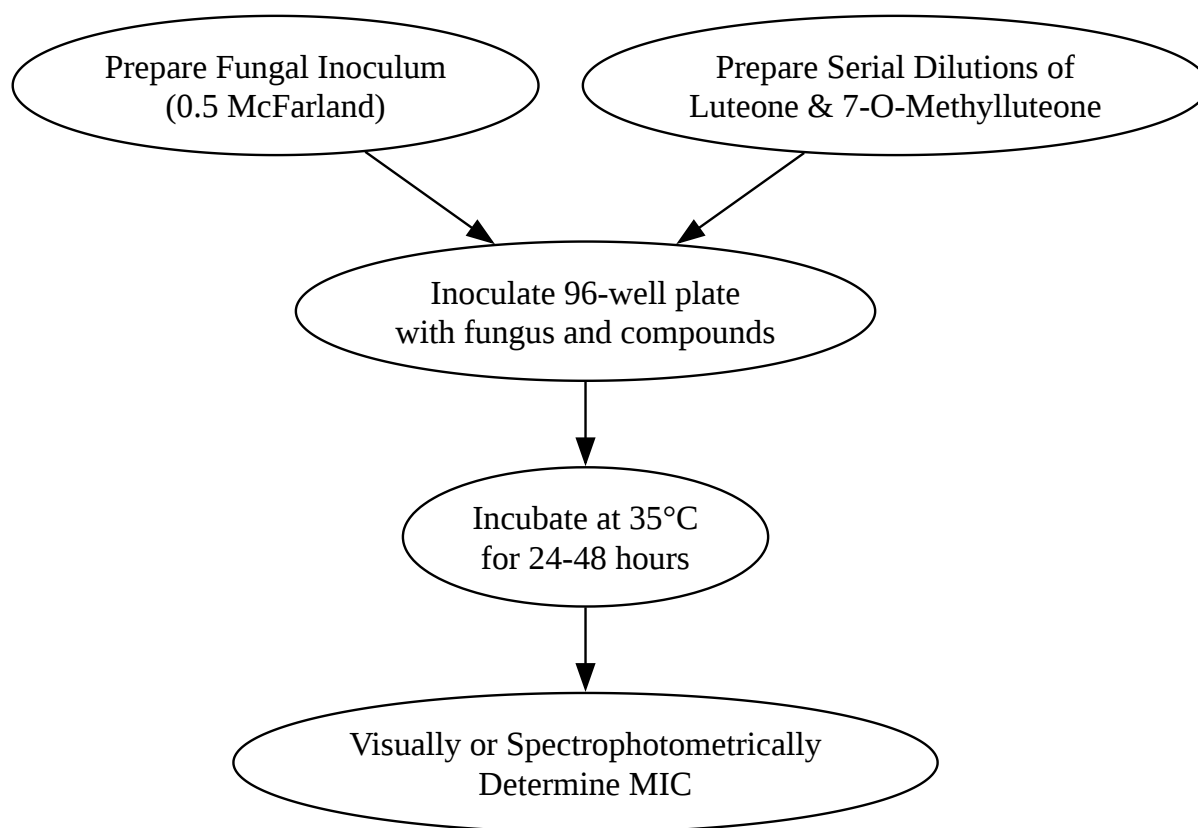 Prepare Fungal Inoculum
(0.5 McFarland)
Prepare Serial Dilutions of
Luteone & 7-O-Methylluteone
Inoculate 96-well plate
with fungus and compounds
Incubate at 35°C
for 24-48 hours
Visually or Spectrophotometrically
Determine MIC